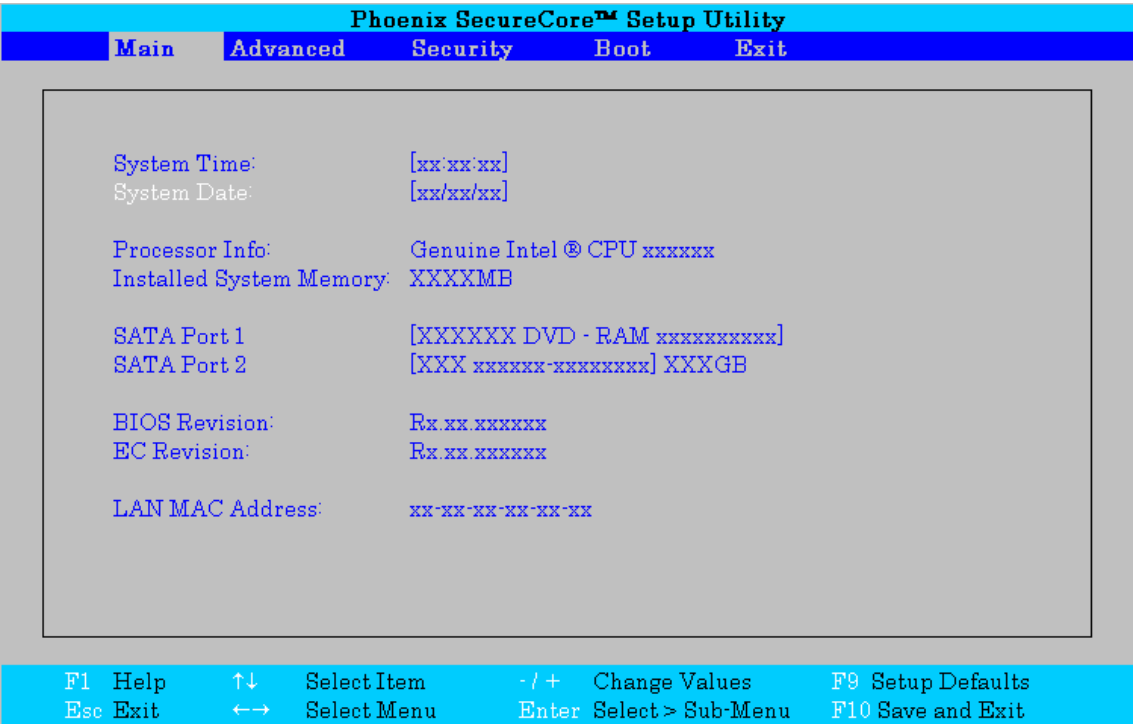 Phoenix SecureCore™ Setup Utility
Main Advanced Security Boot Exit
System Time: [xx:xx:xx]
System Date: [xx/xx/xx]
Processor Info: Genuine Intel ® CPU xxxxxx
Installed System Memory: XXXXMB
SATA Port 1 [XXXXXX DVD - RAM xxxxxxxxxx]
SATA Port 2 [XXX xxxxxx-xxxxxxxx] XXXGB
BIOS Revision: Rx.xx.xxxxxx
EC Revision: Rx.xx.xxxxxx
LAN MAC Address: xx-xx-xx-xx-xx-xx
F1 Help ↑↓ Select Item - / + Change Values F9 Setup Defaults
Esc Exit ←→ Select Menu Enter Select > Sub-Menu F10 Save and Exit